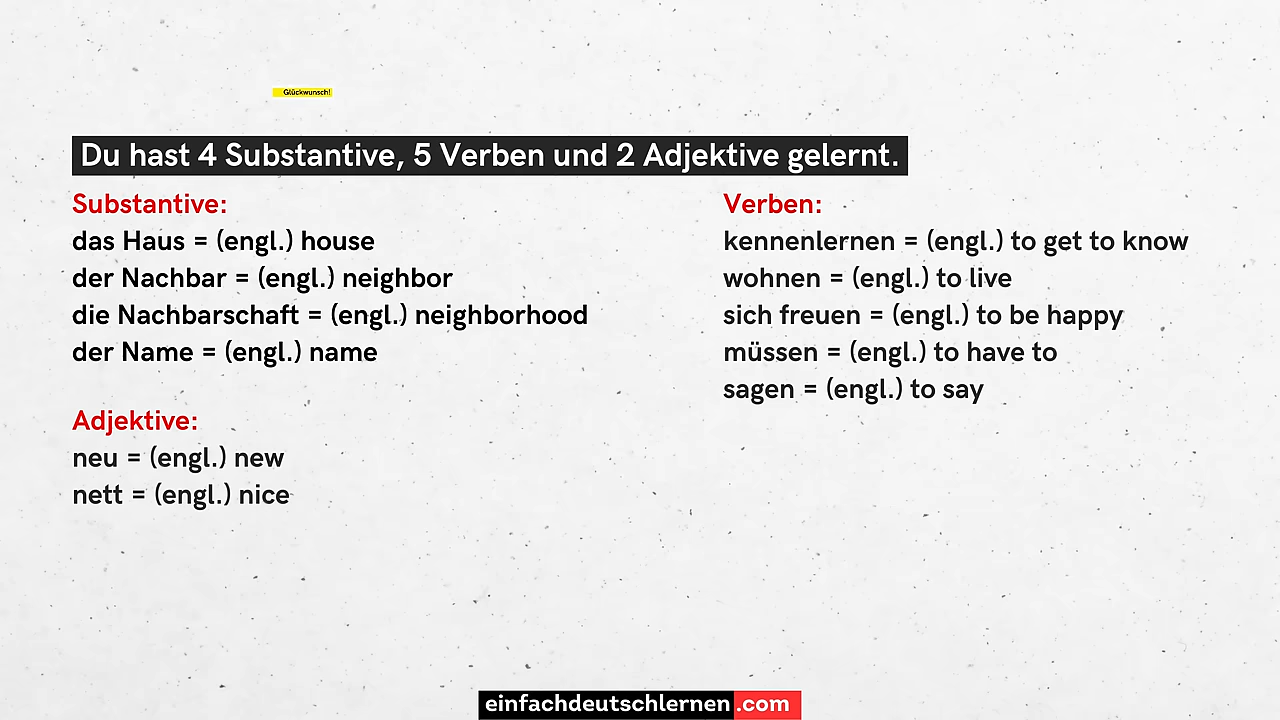 Glückwunsch!
Du hast 4 Substantive, 5 Verben und 2 Adjektive gelernt.
Substantive:
das Haus = (engl.) house
der Nachbar = (engl.) neighbor
die Nachbarschaft = (engl.) neighborhood
der Name = (engl.) name
Adjektive:
neu = (engl.) new
nett = (engl.) nice
Verben:
kennenlernen = (engl.) to get to know
wohnen = (engl.) to live
sich freuen = (engl.) to be happy
müssen = (engl.) to have to
sagen = (engl.) to say
einfachdeutschlernen.com